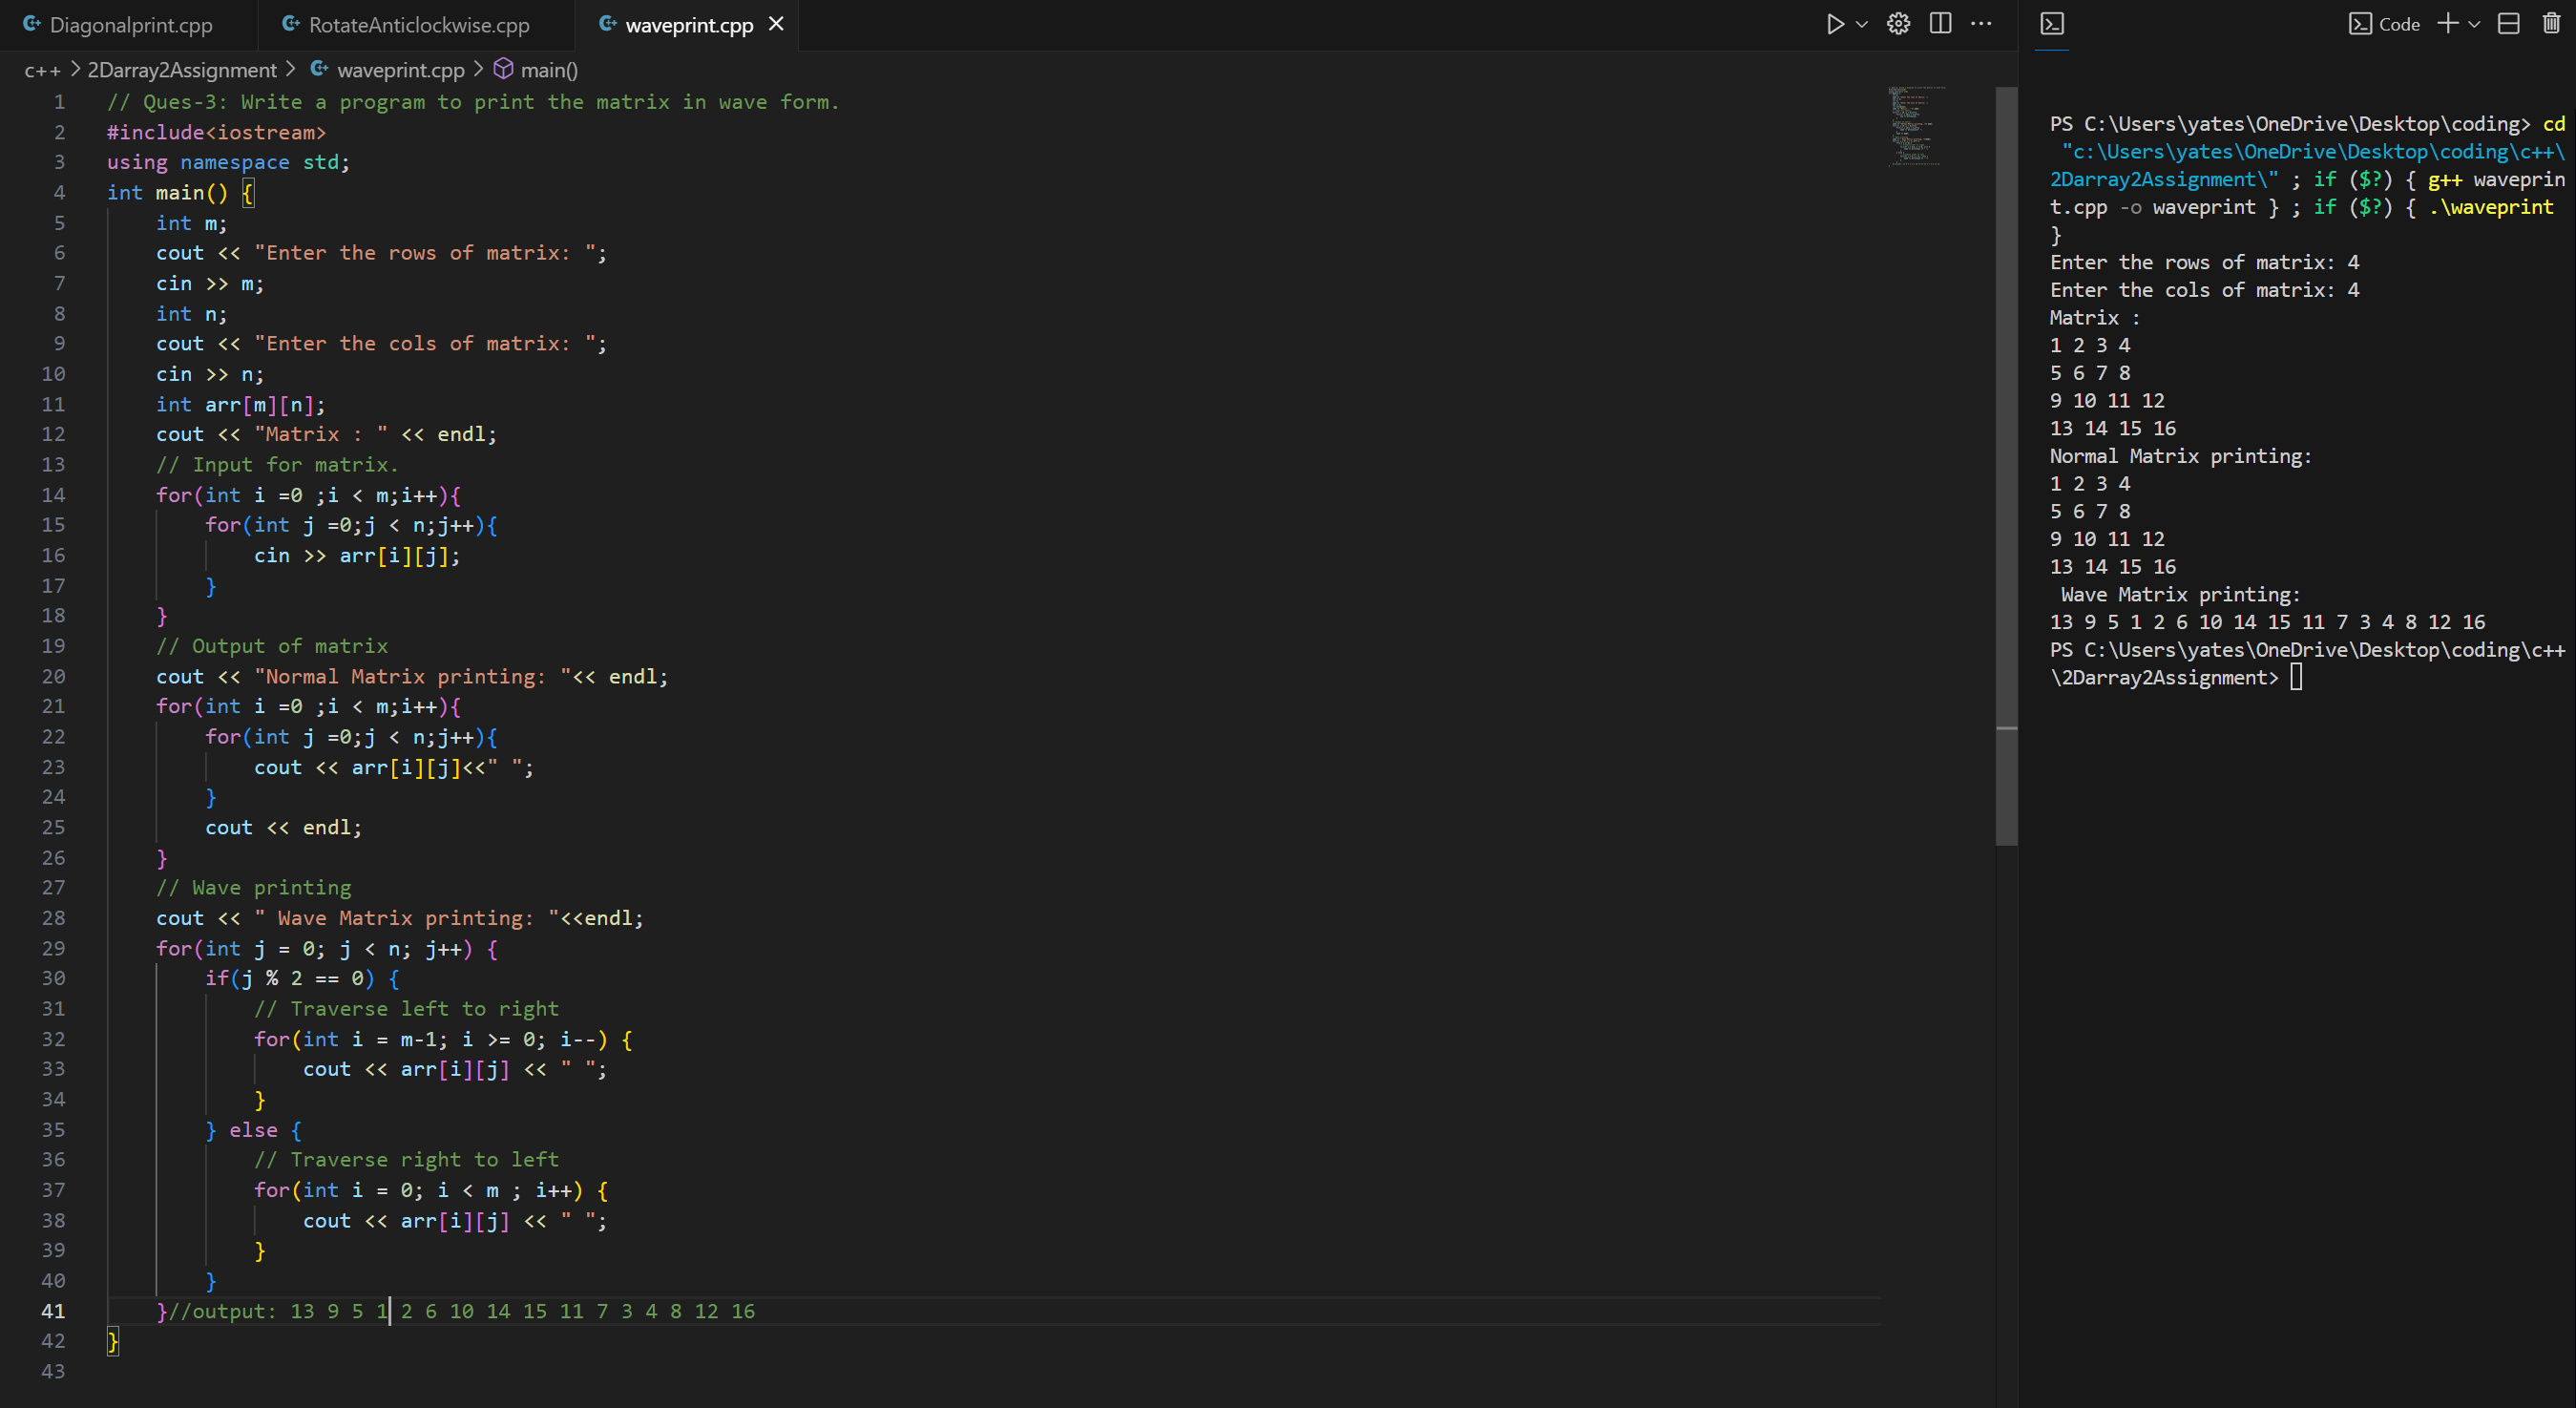 Diagonalprint.cpp RotateAnticlockwise.cpp waveprint.cpp
c++ > 2Darray2Assignment > waveprint.cpp > main()
1 // Ques-3: Write a program to print the matrix in wave form.
2 #include<iostream>
3 using namespace std;
4 int main() {
5     int m;
6     cout << "Enter the rows of matrix: ";
7     cin >> m;
8     int n;
9     cout << "Enter the cols of matrix: ";
10     cin >> n;
11     int arr[m][n];
12     cout << "Matrix : " << endl;
13     // Input for matrix.
14     for(int i =0 ;i < m;i++){
15         for(int j =0;j < n;j++){
16             cin >> arr[i][j];
17         }
18     }
19     // Output of matrix
20     cout << "Normal Matrix printing: "<< endl;
21     for(int i =0 ;i < m;i++){
22         for(int j =0;j < n;j++){
23             cout << arr[i][j]<<" ";
24         }
25         cout << endl;
26     }
27     // Wave printing
28     cout << " Wave Matrix printing: "<<endl;
29     for(int j = 0; j < n; j++) {
30         if(j % 2 == 0) {
31             // Traverse left to right
32             for(int i = m-1; i >= 0; i--) {
33                 cout << arr[i][j] << " ";
34             }
35         } else {
36             // Traverse right to left
37             for(int i = 0; i < m ; i++) {
38                 cout << arr[i][j] << " ";
39             }
40         }
41     }//output: 13 9 5 1 2 6 10 14 15 11 7 3 4 8 12 16
42 }
43
Code
PS C:\Users\yates\OneDrive\Desktop\coding> cd
 "c:\Users\yates\OneDrive\Desktop\coding\c++\
2Darray2Assignment\" ; if ($?) { g++ waveprin
t.cpp -o waveprint } ; if ($?) { .\waveprint
}
Enter the rows of matrix: 4
Enter the cols of matrix: 4
Matrix :
1 2 3 4
5 6 7 8
9 10 11 12
13 14 15 16
Normal Matrix printing:
1 2 3 4
5 6 7 8
9 10 11 12
13 14 15 16
 Wave Matrix printing:
13 9 5 1 2 6 10 14 15 11 7 3 4 8 12 16
PS C:\Users\yates\OneDrive\Desktop\coding\c++
\2Darray2Assignment>